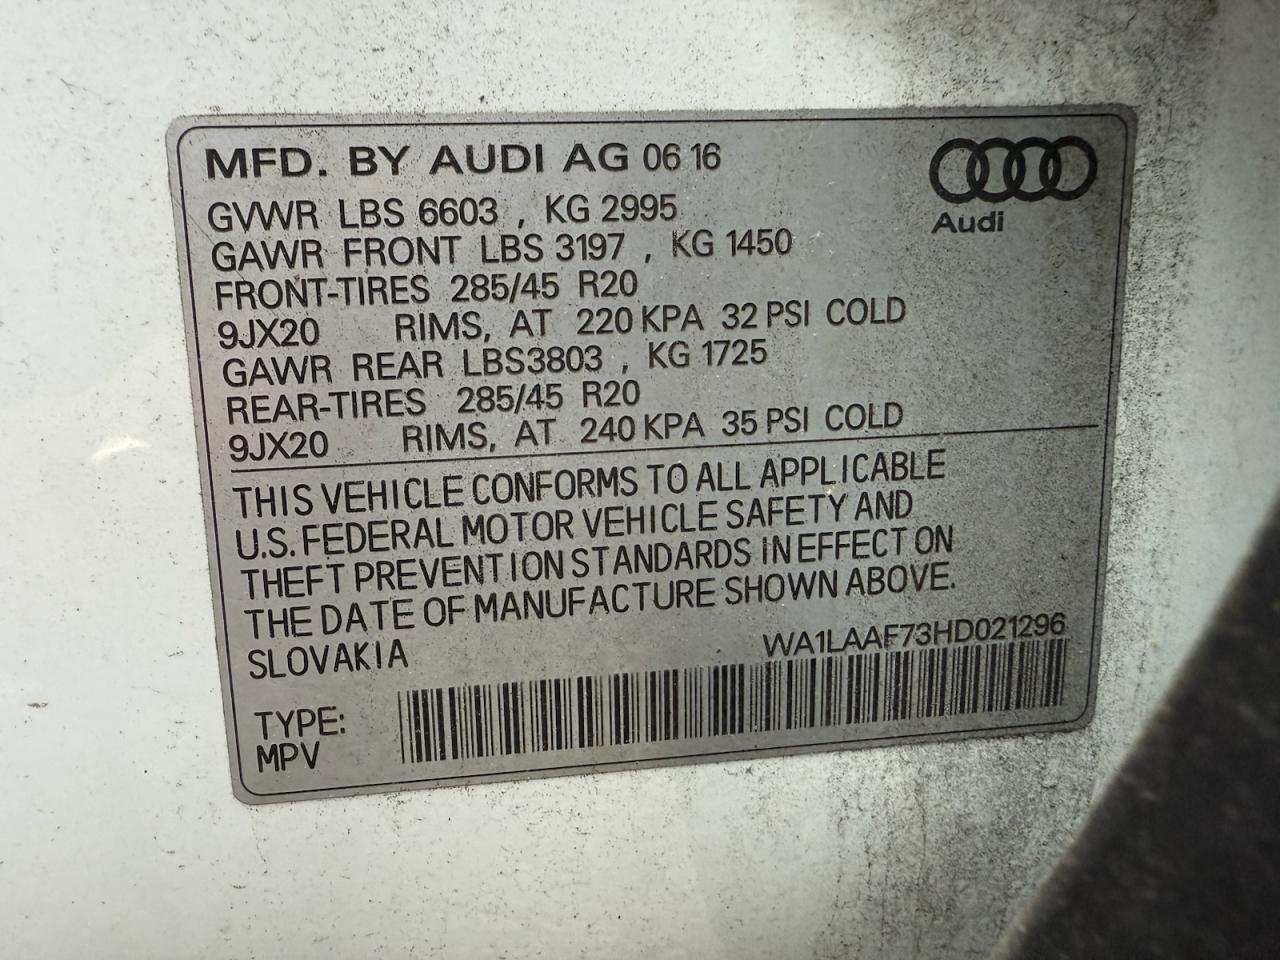 MFD. BY AUDI AG 06 16
Audi
GVWR LBS 6603 , KG 2995
GAWR FRONT LBS 3197 , KG 1450
FRONT-TIRES 285/45 R20
9JX20 RIMS, AT 220 KPA 32 PSI COLD
GAWR REAR LBS3803 , KG 1725
REAR-TIRES 285/45 R20
9JX20 RIMS, AT 240 KPA 35 PSI COLD
THIS VEHICLE CONFORMS TO ALL APPLICABLE
U.S. FEDERAL MOTOR VEHICLE SAFETY AND
THEFT PREVENTION STANDARDS IN EFFECT ON
THE DATE OF MANUFACTURE SHOWN ABOVE.
SLOVAKIA WA1LAAF73HD021296
TYPE:
MPV